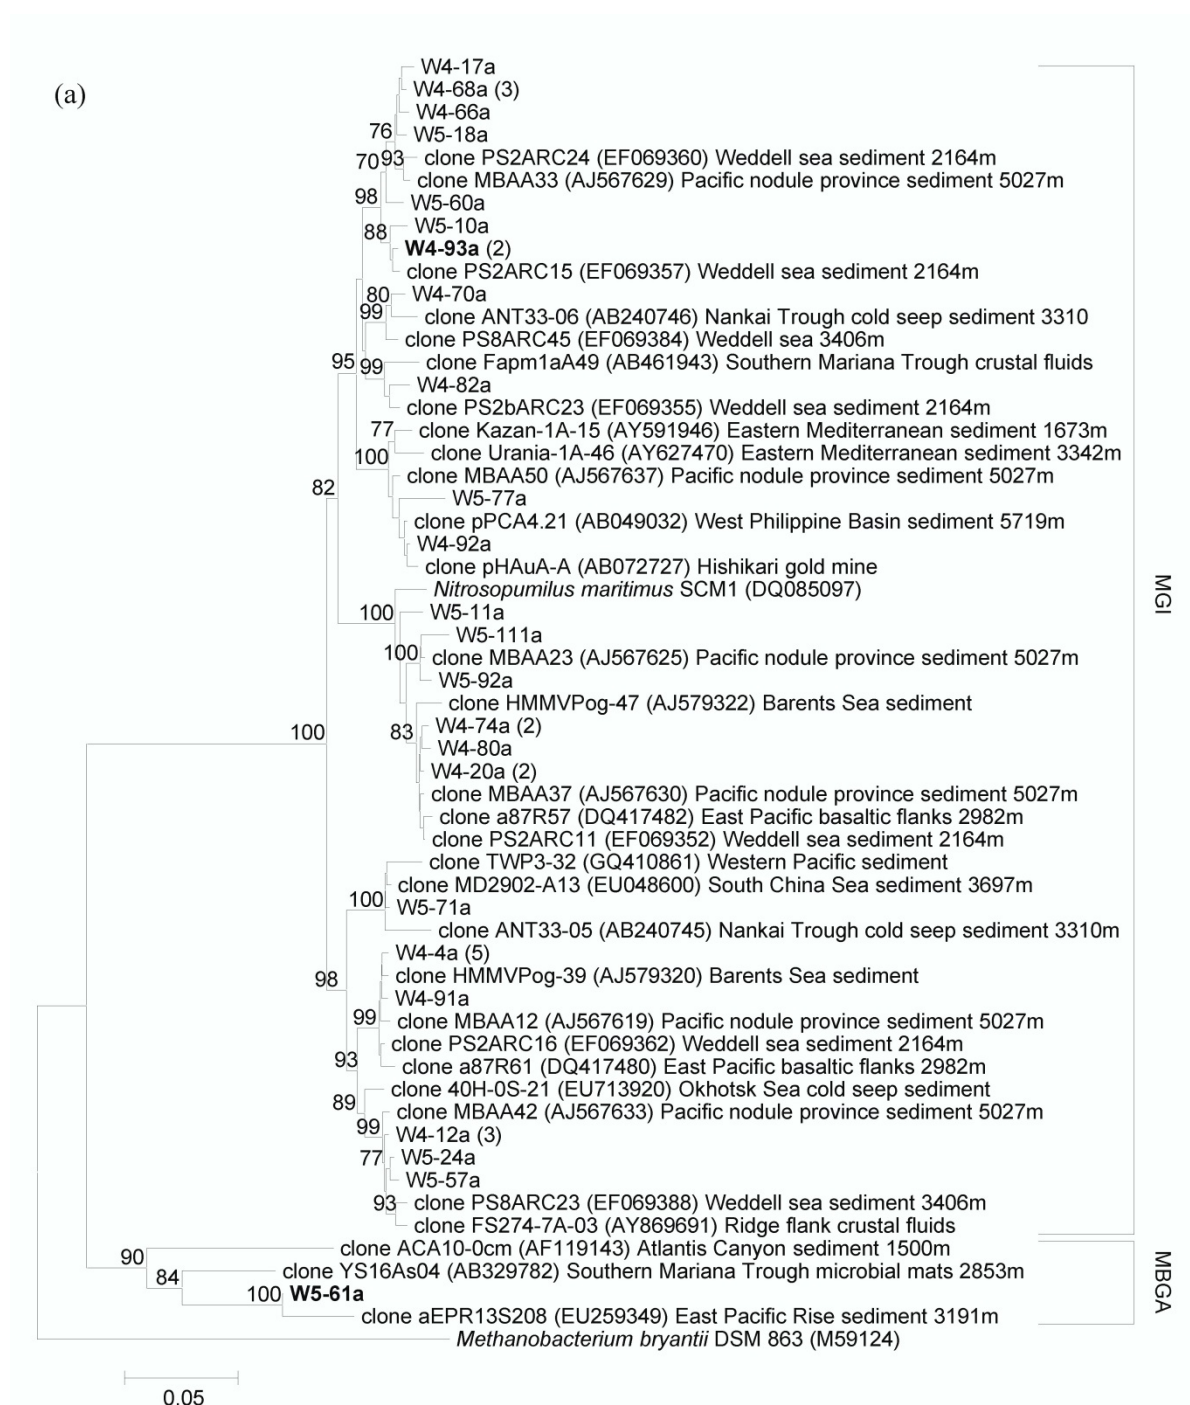 (a)
W4-17a
W4-68a (3)
W4-66a
76
W5-18a
70
93
clone PS2ARC24 (EF069360) Weddell sea sediment 2164m
clone MBAA33 (AJ567629) Pacific nodule province sediment 5027m
98
W5-60a
W5-10a
88
W4-93a (2)
clone PS2ARC15 (EF069357) Weddell sea sediment 2164m
80
W4-70a
99
clone ANT33-06 (AB240746) Nankai Trough cold seep sediment 3310
clone PS8ARC45 (EF069384) Weddell sea 3406m
95
99
clone Fapm1aA49 (AB461943) Southern Mariana Trough crustal fluids
W4-82a
clone PS2bARC23 (EF069355) Weddell sea sediment 2164m
77
clone Kazan-1A-15 (AY591946) Eastern Mediterranean sediment 1673m
100
clone Urania-1A-46 (AY627470) Eastern Mediterranean sediment 3342m
clone MBAA50 (AJ567637) Pacific nodule province sediment 5027m
82
W5-77a
clone pPCA4.21 (AB049032) West Philippine Basin sediment 5719m
W4-92a
clone pHAuA-A (AB072727) Hishikari gold mine
Nitrosopumilus maritimus SCM1 (DQ085097)
100
W5-11a
W5-111a
100
clone MBAA23 (AJ567625) Pacific nodule province sediment 5027m
W5-92a
clone HMMVPog-47 (AJ579322) Barents Sea sediment
100
83
W4-74a (2)
W4-80a
W4-20a (2)
clone MBAA37 (AJ567630) Pacific nodule province sediment 5027m
clone a87R57 (DQ417482) East Pacific basaltic flanks 2982m
clone PS2ARC11 (EF069352) Weddell sea sediment 2164m
clone TWP3-32 (GQ410861) Western Pacific sediment
clone MD2902-A13 (EU048600) South China Sea sediment 3697m
100
W5-71a
clone ANT33-05 (AB240745) Nankai Trough cold seep sediment 3310m
W4-4a (5)
98
clone HMMVPog-39 (AJ579320) Barents Sea sediment
W4-91a
99
clone MBAA12 (AJ567619) Pacific nodule province sediment 5027m
clone PS2ARC16 (EF069362) Weddell sea sediment 2164m
93
clone a87R61 (DQ417480) East Pacific basaltic flanks 2982m
clone 40H-0S-21 (EU713920) Okhotsk Sea cold seep sediment
89
clone MBAA42 (AJ567633) Pacific nodule province sediment 5027m
99
W4-12a (3)
77
W5-24a
W5-57a
93
clone PS8ARC23 (EF069388) Weddell sea sediment 3406m
clone FS274-7A-03 (AY869691) Ridge flank crustal fluids
MGI
90
clone ACA10-0cm (AF119143) Atlantis Canyon sediment 1500m
84
clone YS16As04 (AB329782) Southern Mariana Trough microbial mats 2853m
100
W5-61a
clone aEPR13S208 (EU259349) East Pacific Rise sediment 3191m
MBGA
Methanobacterium bryantii DSM 863 (M59124)
0.05